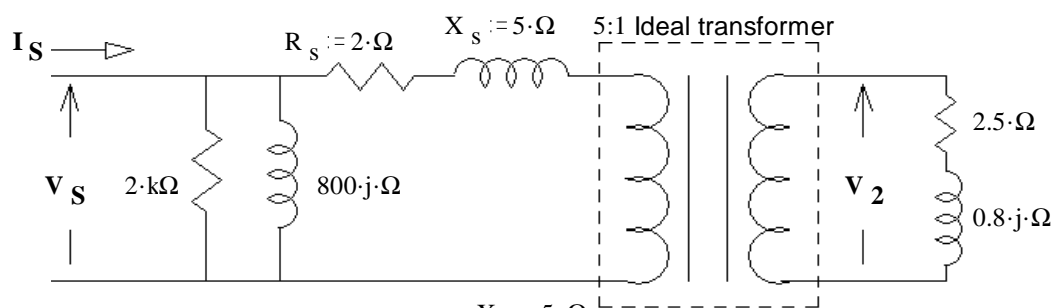 I S
R s := 2·Ω
X s := 5·Ω
5:1 Ideal transformer
V S
2·kΩ
800·j·Ω
V 2
2.5·Ω
0.8·j·Ω